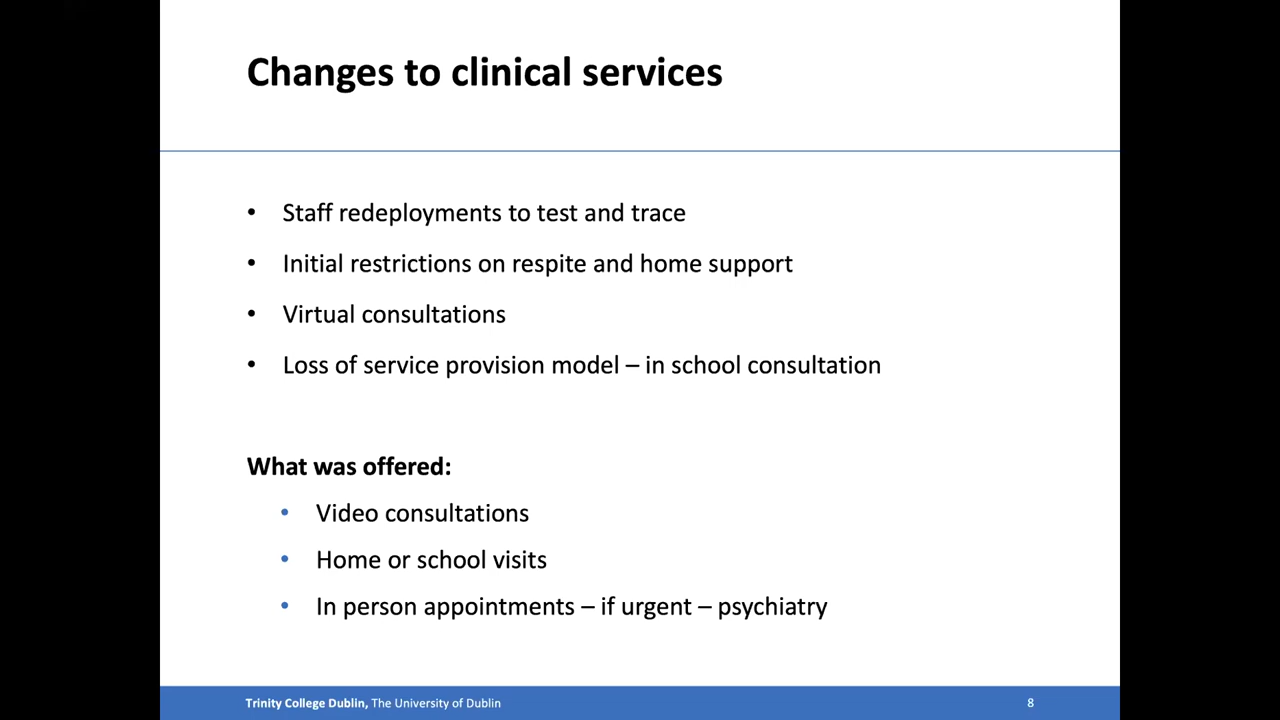 Changes to clinical services
• Staff redeployments to test and trace
• Initial restrictions on respite and home support
• Virtual consultations
• Loss of service provision model – in school consultation
What was offered:
• Video consultations
• Home or school visits
• In person appointments – if urgent – psychiatry
Trinity College Dublin, The University of Dublin
8